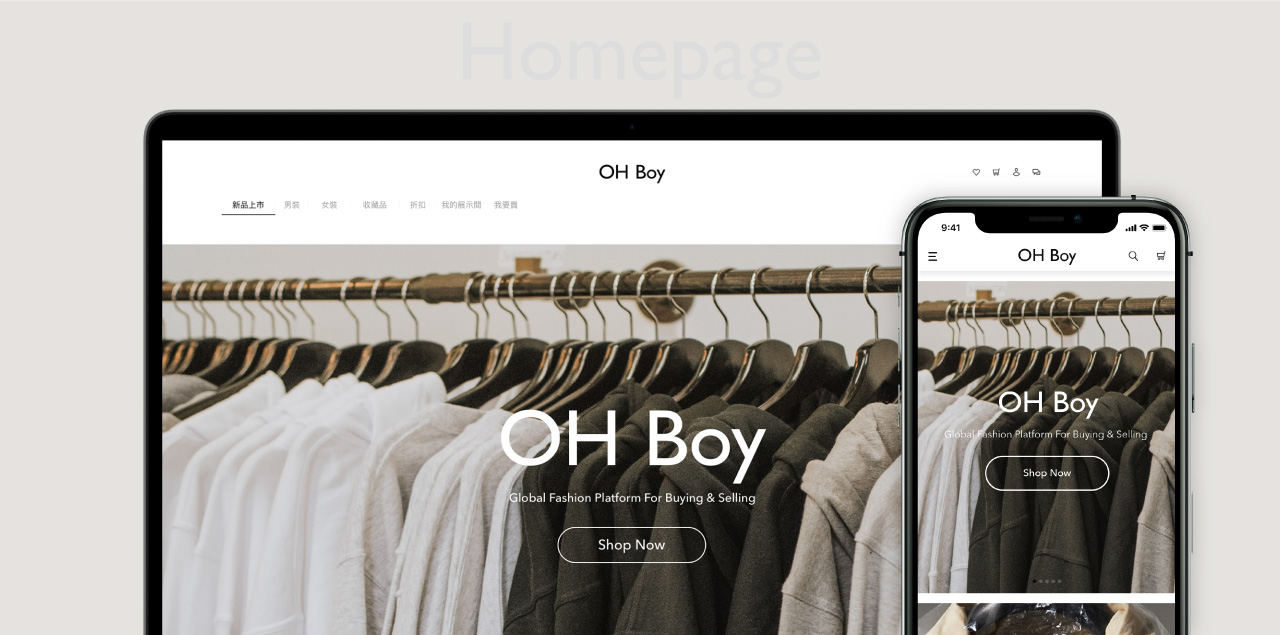 Homepage
OH Boy
新品上市 男裝 女裝 收藏品 折扣 我的展示間 我要賣
OH Boy
Global Fashion Platform For Buying & Selling
Shop Now
9:41
OH Boy
OH Boy
Global Fashion Platform For Buying & Selling
Shop Now